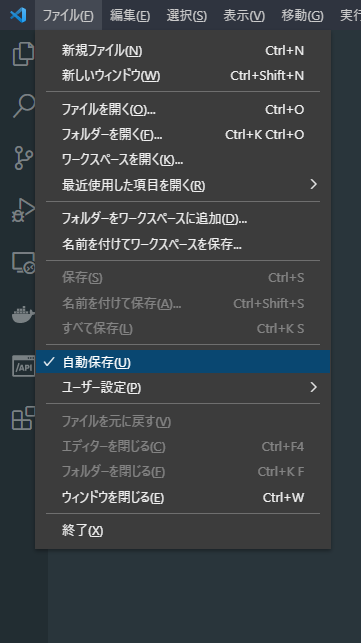 ファイル(F) 編集(E) 選択(S) 表示(V) 移動(G) 実行
新規ファイル(N) Ctrl+N
新しいウィンドウ(W) Ctrl+Shift+N
ファイルを開く(O)... Ctrl+O
フォルダーを開く(F)... Ctrl+K Ctrl+O
ワークスペースを開く(K)...
最近使用した項目を開く(R)
フォルダーをワークスペースに追加(D)...
名前を付けてワークスペースを保存...
保存(S) Ctrl+S
名前を付けて保存(A)... Ctrl+Shift+S
すべて保存(L) Ctrl+K S
自動保存(U)
ユーザー設定(P)
ファイルを元に戻す(V)
エディターを閉じる(C) Ctrl+F4
フォルダーを閉じる(F) Ctrl+K F
ウィンドウを閉じる(E) Ctrl+W
終了(X)
/API